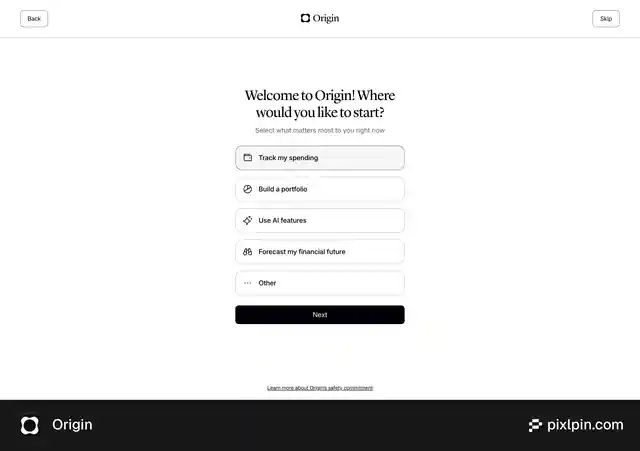 Back
Origin
Skip
Welcome to Origin! Where
would you like to start?
Select what matters most to you right now
Track my spending
Build a portfolio
Use AI features
Forecast my financial future
Other
Next
Learn more about Origin's safety commitment
Origin
pixlpin.com